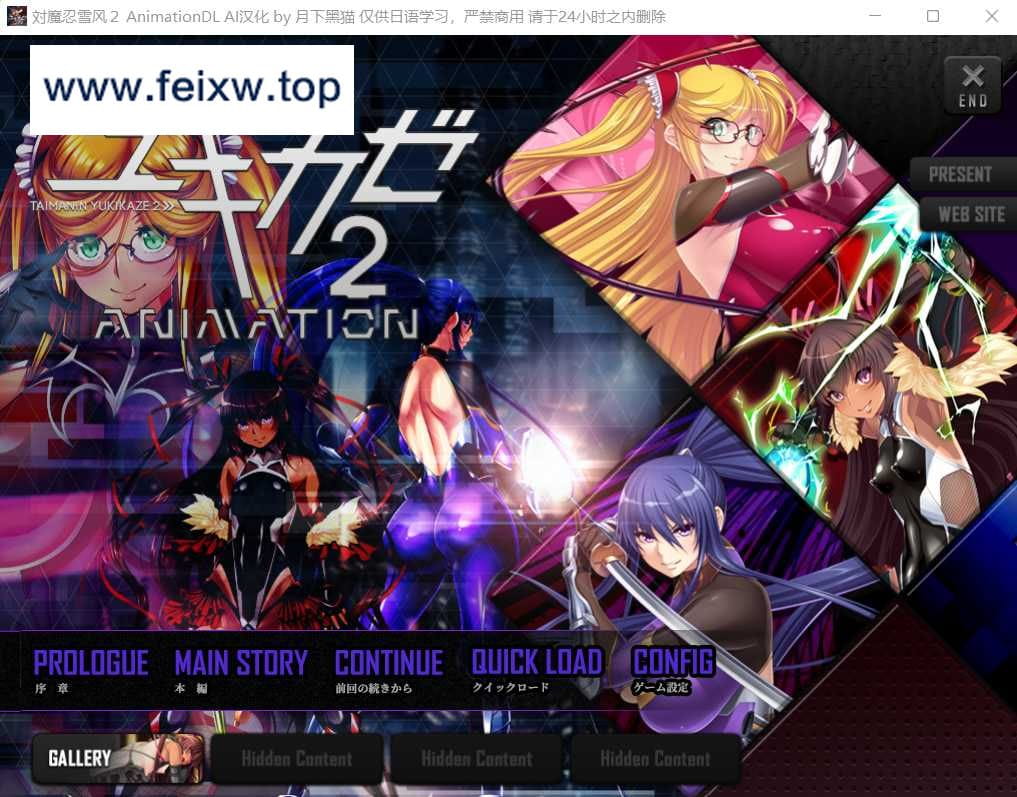 対魔忍雪风 2 AnimationDL AI汉化 by 月下黑猫 仅供日语学习，严禁商用 请于24小时之内删除
www.feixw.top
END
ユキカゼ
TAIMANIN YUKIKAZE 2
2
ANIMATION
PRESENT
WEB SITE
PROLOGUE MAIN STORY CONTINUE QUICK LOAD CONFIG
序章 本編 前回の続きから クイックロード ゲーム設定
GALLERY Hidden Content Hidden Content Hidden Content